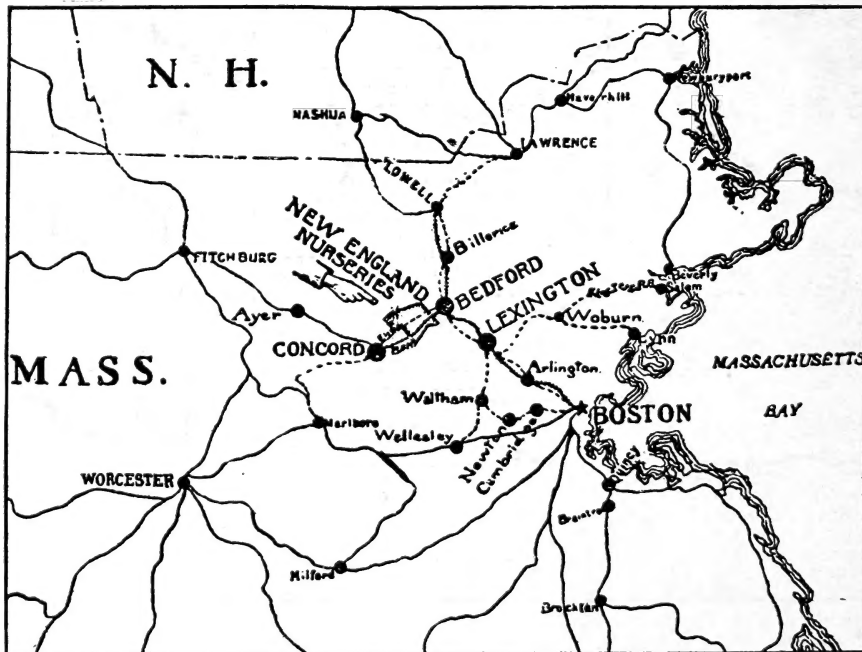 N. H.
Haverhill
Newburyport
NASHUA
LAWRENCE
LOWELL
NEW ENGLAND
NURSERIES
Billerica
FITCHBURG
BEDFORD
Beverly
Salem
LEXINGTON
Ayer
Woburn
Lynn
CONCORD
MASS.
Arlington.
MASSACHUSETTS
BAY
Waltham
BOSTON
Marlboro
Wellesley
Newton
Cambridge
WORCESTER
Quincy
Braintre
Milford
Brockton